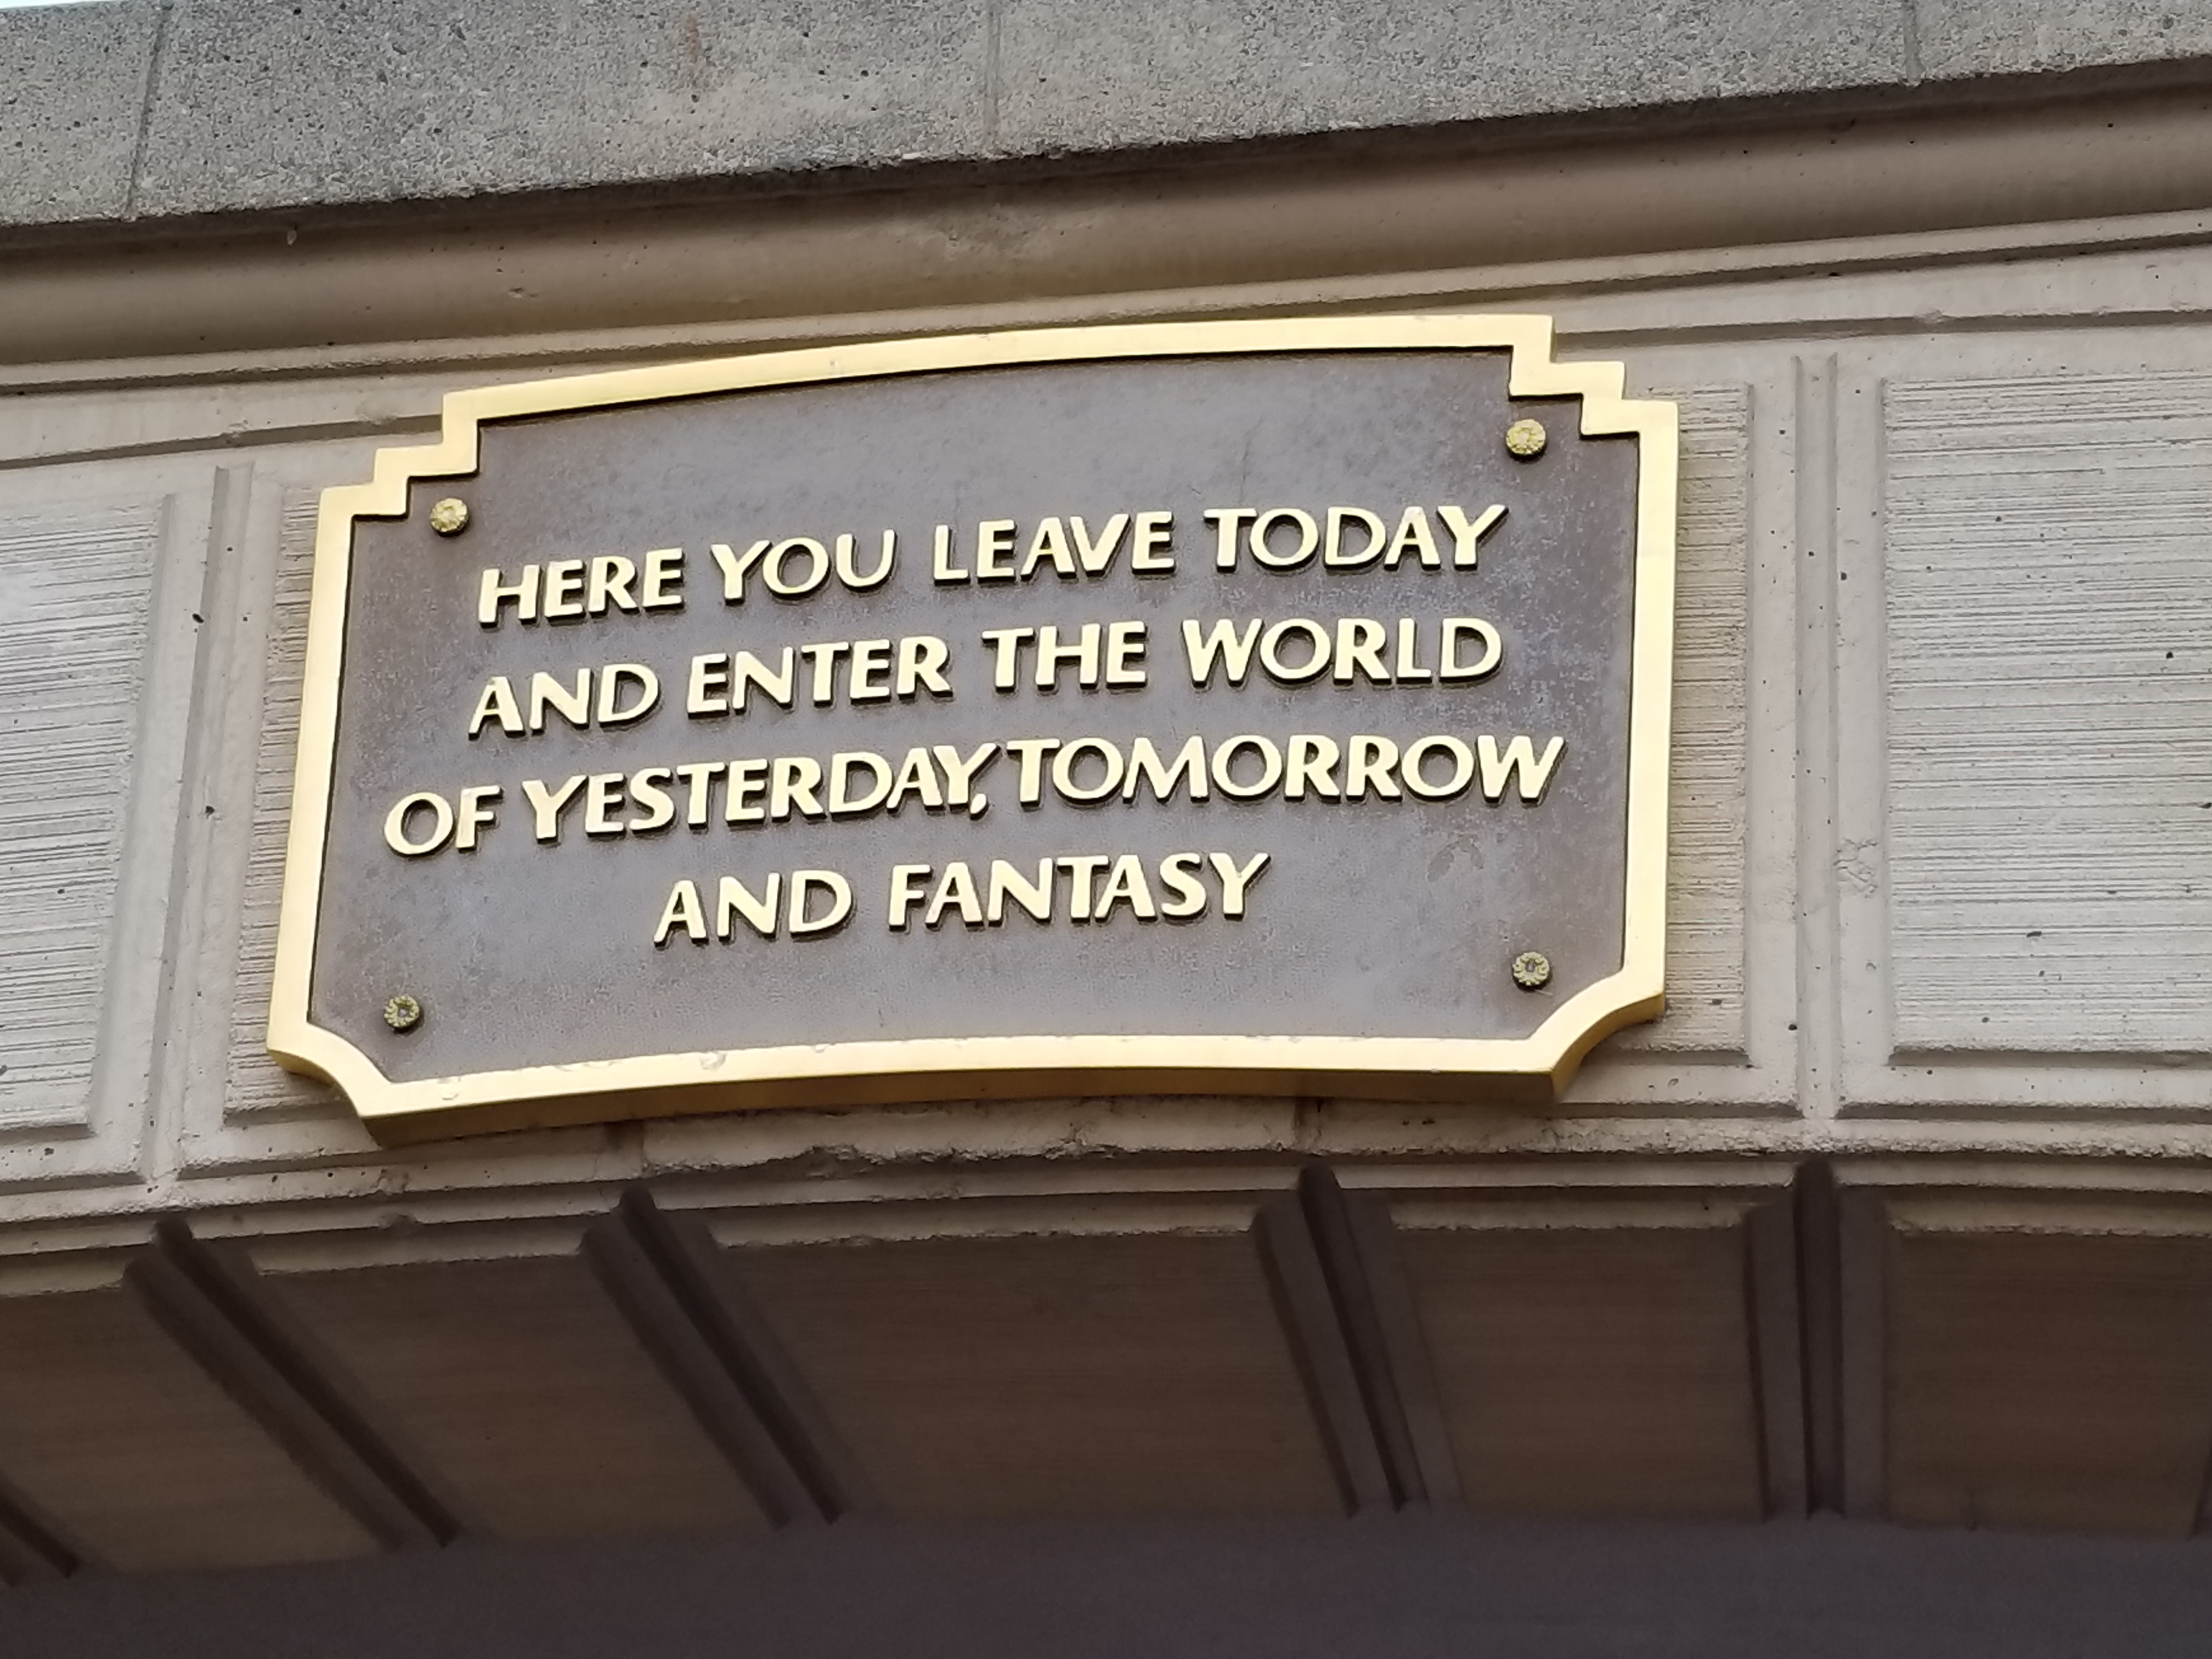 HERE YOU LEAVE TODAY
AND ENTER THE WORLD
OF YESTERDAY, TOMORROW
AND FANTASY